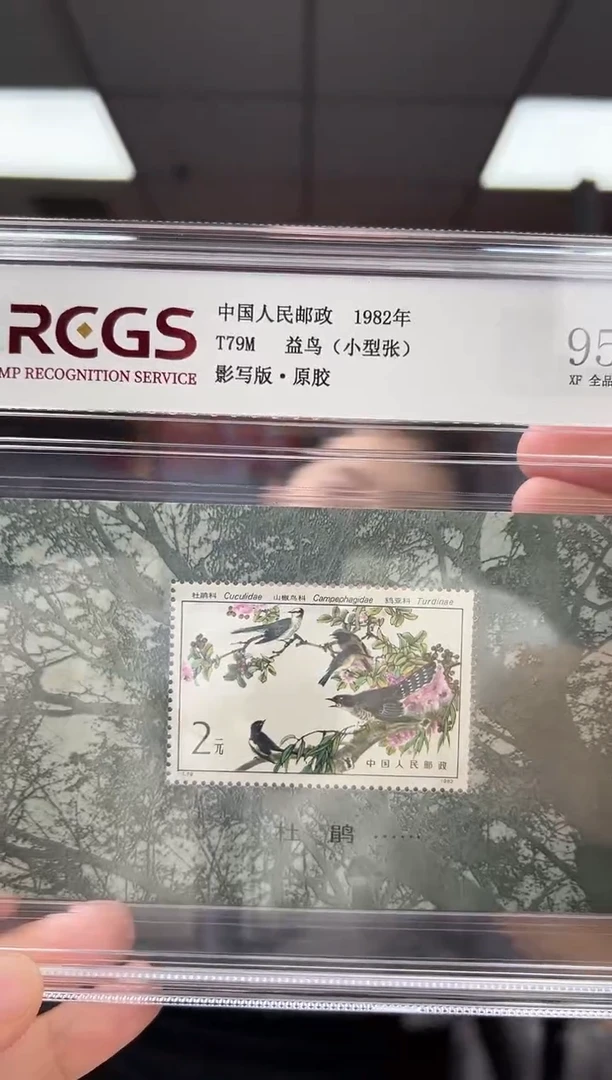 RCGS
MP RECOGNITION SERVICE
中国人民邮政 1982年
T79M 益鸟（小型张）
影写版·原胶
95
XF 全品
杜鹃科 Cuculidae 山椒鸟科 Campephagidae 鸫亚科 Turdinae
2元
中国人民邮政
1982
杜 鹃 ······